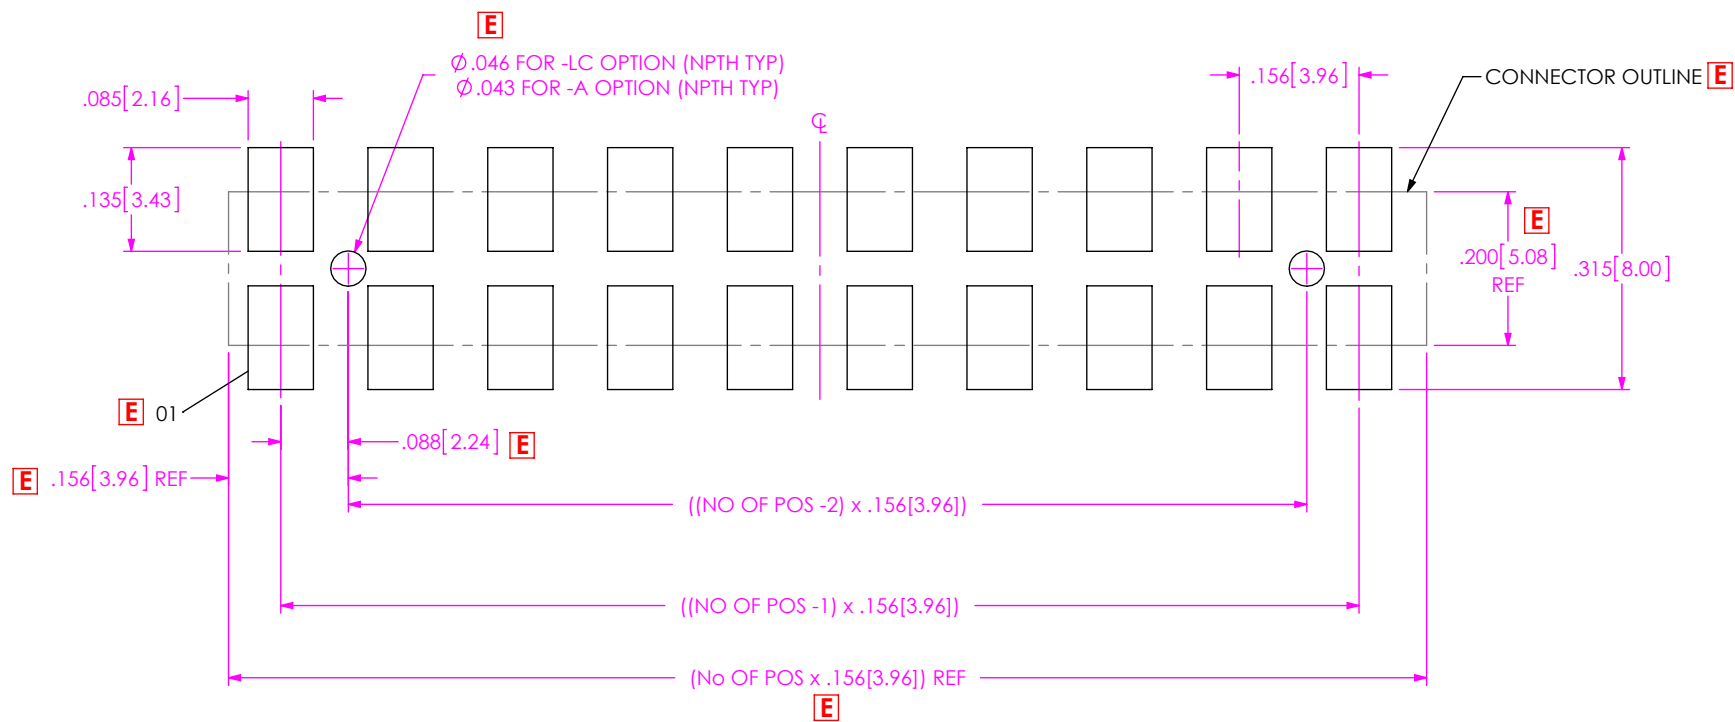 E
Ø.046 FOR -LC OPTION (NPTH TYP)
Ø.043 FOR -A OPTION (NPTH TYP)
.156[3.96]
CONNECTOR OUTLINE E
.085[2.16]
℄
.135[3.43]
E
.200[5.08]
REF
.315[8.00]
E 01
.088[2.24] E
E .156[3.96] REF
((NO OF POS -2) x .156[3.96])
((NO OF POS -1) x .156[3.96])
(No OF POS x .156[3.96]) REF
E